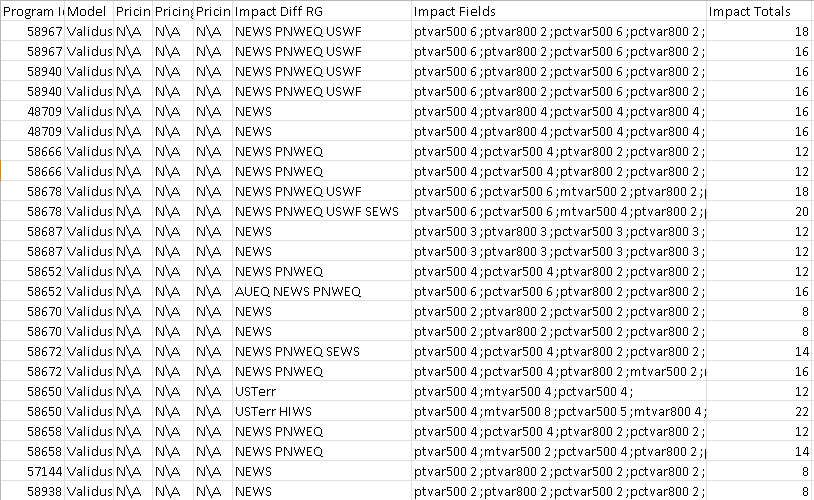 Program I Model Pricin Pricing Pricin Impact Diff RG Impact Fields Impact Totals
58967 Validus N\A N\A N\A NEWS PNWEQ USWF ptvar500 6;ptvar800 2;pctvar500 6;pctvar800 2; 18
58967 Validus N\A N\A N\A NEWS PNWEQ USWF ptvar500 6;ptvar800 2;pctvar500 6;pctvar800 2; 16
58940 Validus N\A N\A N\A NEWS PNWEQ USWF ptvar500 6;ptvar800 2;pctvar500 6;pctvar800 2; 16
58940 Validus N\A N\A N\A NEWS PNWEQ USWF ptvar500 6;ptvar800 2;pctvar500 6;pctvar800 2; 16
48709 Validus N\A N\A N\A NEWS ptvar500 4;ptvar800 4;pctvar500 4;pctvar800 4; 16
48709 Validus N\A N\A N\A NEWS ptvar500 4;ptvar800 4;pctvar500 4;pctvar800 4; 16
58666 Validus N\A N\A N\A NEWS PNWEQ ptvar500 4;pctvar500 4;ptvar800 2;pctvar800 2; 12
58666 Validus N\A N\A N\A NEWS PNWEQ ptvar500 4;pctvar500 4;ptvar800 2;pctvar800 2; 12
58678 Validus N\A N\A N\A NEWS PNWEQ USWF ptvar500 6;pctvar500 6;mtvar500 2;ptvar800 2; 18
58678 Validus N\A N\A N\A NEWS PNWEQ USWF SEWS ptvar500 6;pctvar500 6;mtvar500 4;ptvar800 2; 20
58687 Validus N\A N\A N\A NEWS ptvar500 3;ptvar800 3;pctvar500 3;pctvar800 3; 12
58687 Validus N\A N\A N\A NEWS ptvar500 3;ptvar800 3;pctvar500 3;pctvar800 3; 12
58652 Validus N\A N\A N\A NEWS PNWEQ ptvar500 4;pctvar500 4;ptvar800 2;pctvar800 2; 12
58652 Validus N\A N\A N\A AUEQ NEWS PNWEQ ptvar500 6;pctvar500 6;ptvar800 2;pctvar800 2; 16
58670 Validus N\A N\A N\A NEWS ptvar500 2;ptvar800 2;pctvar500 2;pctvar800 2; 8
58670 Validus N\A N\A N\A NEWS ptvar500 2;ptvar800 2;pctvar500 2;pctvar800 2; 8
58672 Validus N\A N\A N\A NEWS PNWEQ SEWS ptvar500 4;pctvar500 4;ptvar800 2;pctvar800 2; 14
58672 Validus N\A N\A N\A NEWS PNWEQ ptvar500 4;pctvar500 4;ptvar800 2;pctvar800 2;mtvar500 2; 16
58650 Validus N\A N\A N\A USTerr ptvar500 4;mtvar500 4;pctvar500 4; 12
58650 Validus N\A N\A N\A USTerr HIWS ptvar500 4;mtvar500 8;pctvar500 5;mtvar800 4; 22
58658 Validus N\A N\A N\A NEWS PNWEQ ptvar500 4;pctvar500 4;ptvar800 2;pctvar800 2; 12
58658 Validus N\A N\A N\A NEWS PNWEQ ptvar500 4;mtvar500 2;pctvar500 4;ptvar800 2; 14
57144 Validus N\A N\A N\A NEWS ptvar500 2;ptvar800 2;pctvar500 2;pctvar800 2; 8
58938 Validus N\A N\A N\A NEWS ptvar500 2;ptvar800 2;pctvar500 2;pctvar800 2; 8